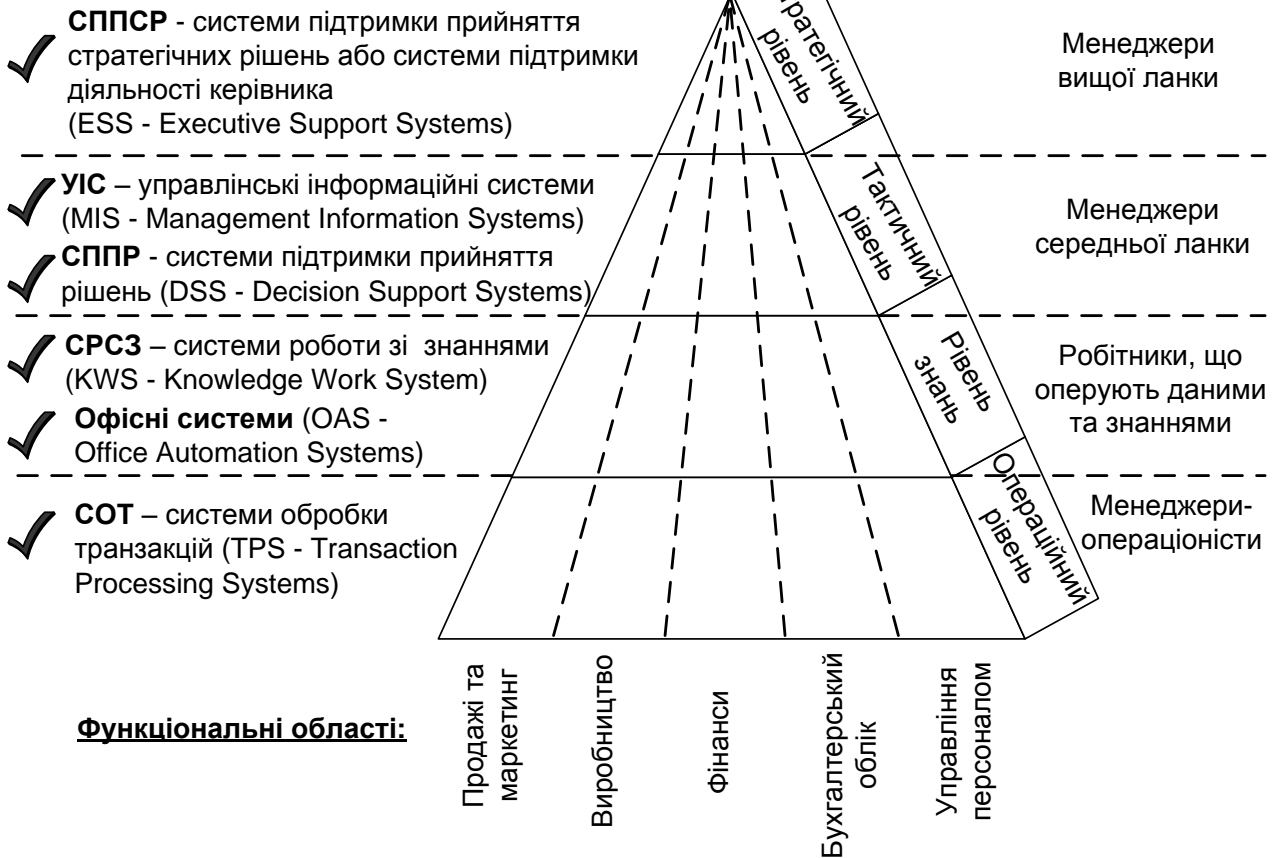 СППСР - системи підтримки прийняття
стратегічних рішень або системи підтримки
діяльності керівника
(ESS - Executive Support Systems)
рівень
Менеджери
вищої ланки
УІС – управлінські інформаційні системи
(MIS - Management Information Systems)
СППР - системи підтримки прийняття
рішень (DSS - Decision Support Systems)
Тактичний
рівень
Менеджери
середньої ланки
СРСЗ – системи роботи зі знаннями
(KWS - Knowledge Work System)
Офісні системи (OAS -
Office Automation Systems)
Рівень
знань
Робітники, що
оперують даними
та знаннями
СОТ – системи обробки
транзакцій (TPS - Transaction
Processing Systems)
Операційний
рівень
Менеджери-
операціоністи
Функціональні області:
Продажі та
маркетинг
Виробництво
Фінанси
Бухгалтерський
облік
Управління
персоналом